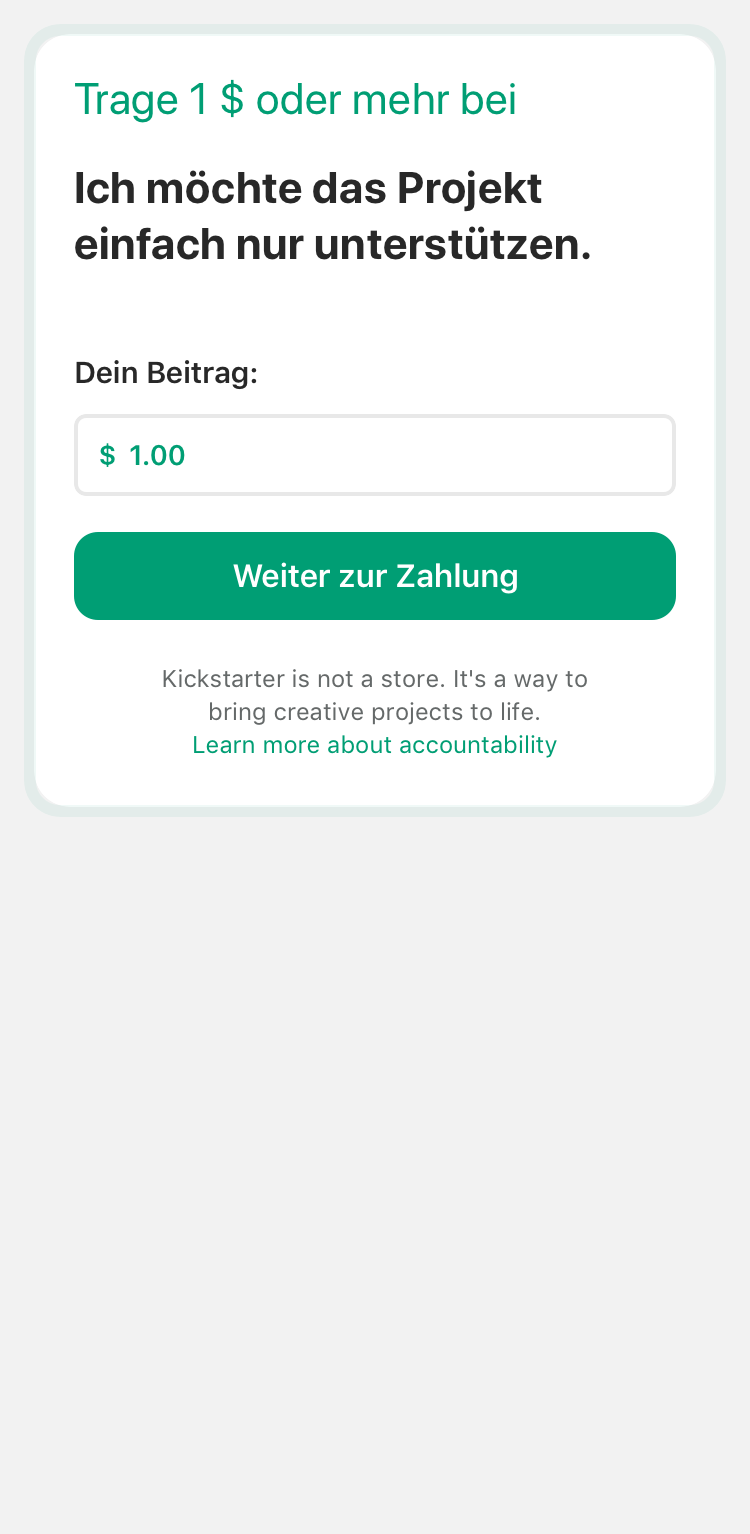 Trage 1 $ oder mehr bei
Ich möchte das Projekt
einfach nur unterstützen.
Dein Beitrag:
$ 1.00
Weiter zur Zahlung
Kickstarter is not a store. It's a way to
bring creative projects to life.
Learn more about accountability